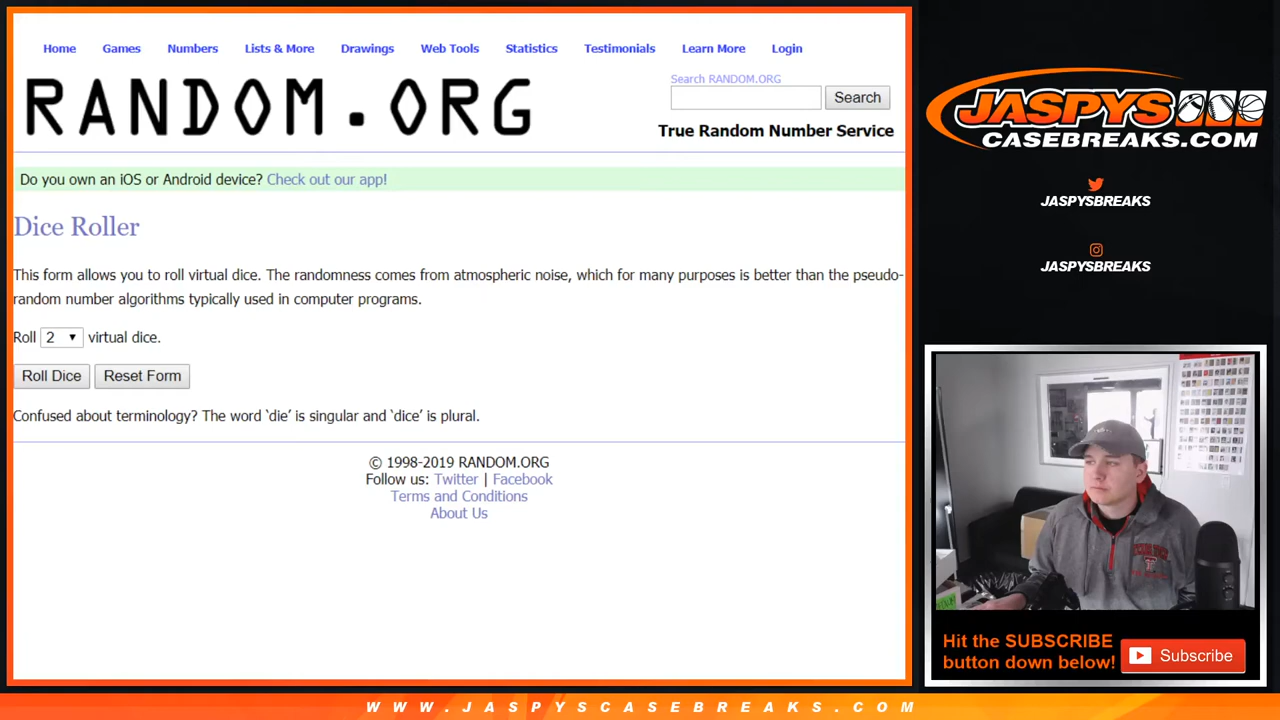 Home Games Numbers Lists & More Drawings Web Tools Statistics Testimonials Learn More Login
RANDOM.ORG
Search RANDOM.ORG
Search
True Random Number Service
Do you own an iOS or Android device? Check out our app!
Dice Roller
This form allows you to roll virtual dice. The randomness comes from atmospheric noise, which for many purposes is better than the pseudo-
random number algorithms typically used in computer programs.
Roll 2 virtual dice.
Roll Dice Reset Form
Confused about terminology? The word ‘die’ is singular and ‘dice’ is plural.
© 1998-2019 RANDOM.ORG
Follow us: Twitter | Facebook
Terms and Conditions
About Us
JASPYS
CASEBREAKS.COM
JASPYSBREAKS
JASPYSBREAKS
Hit the SUBSCRIBE
button down below!
Subscribe
WWW.JASPYSCASEBREAKS.COM